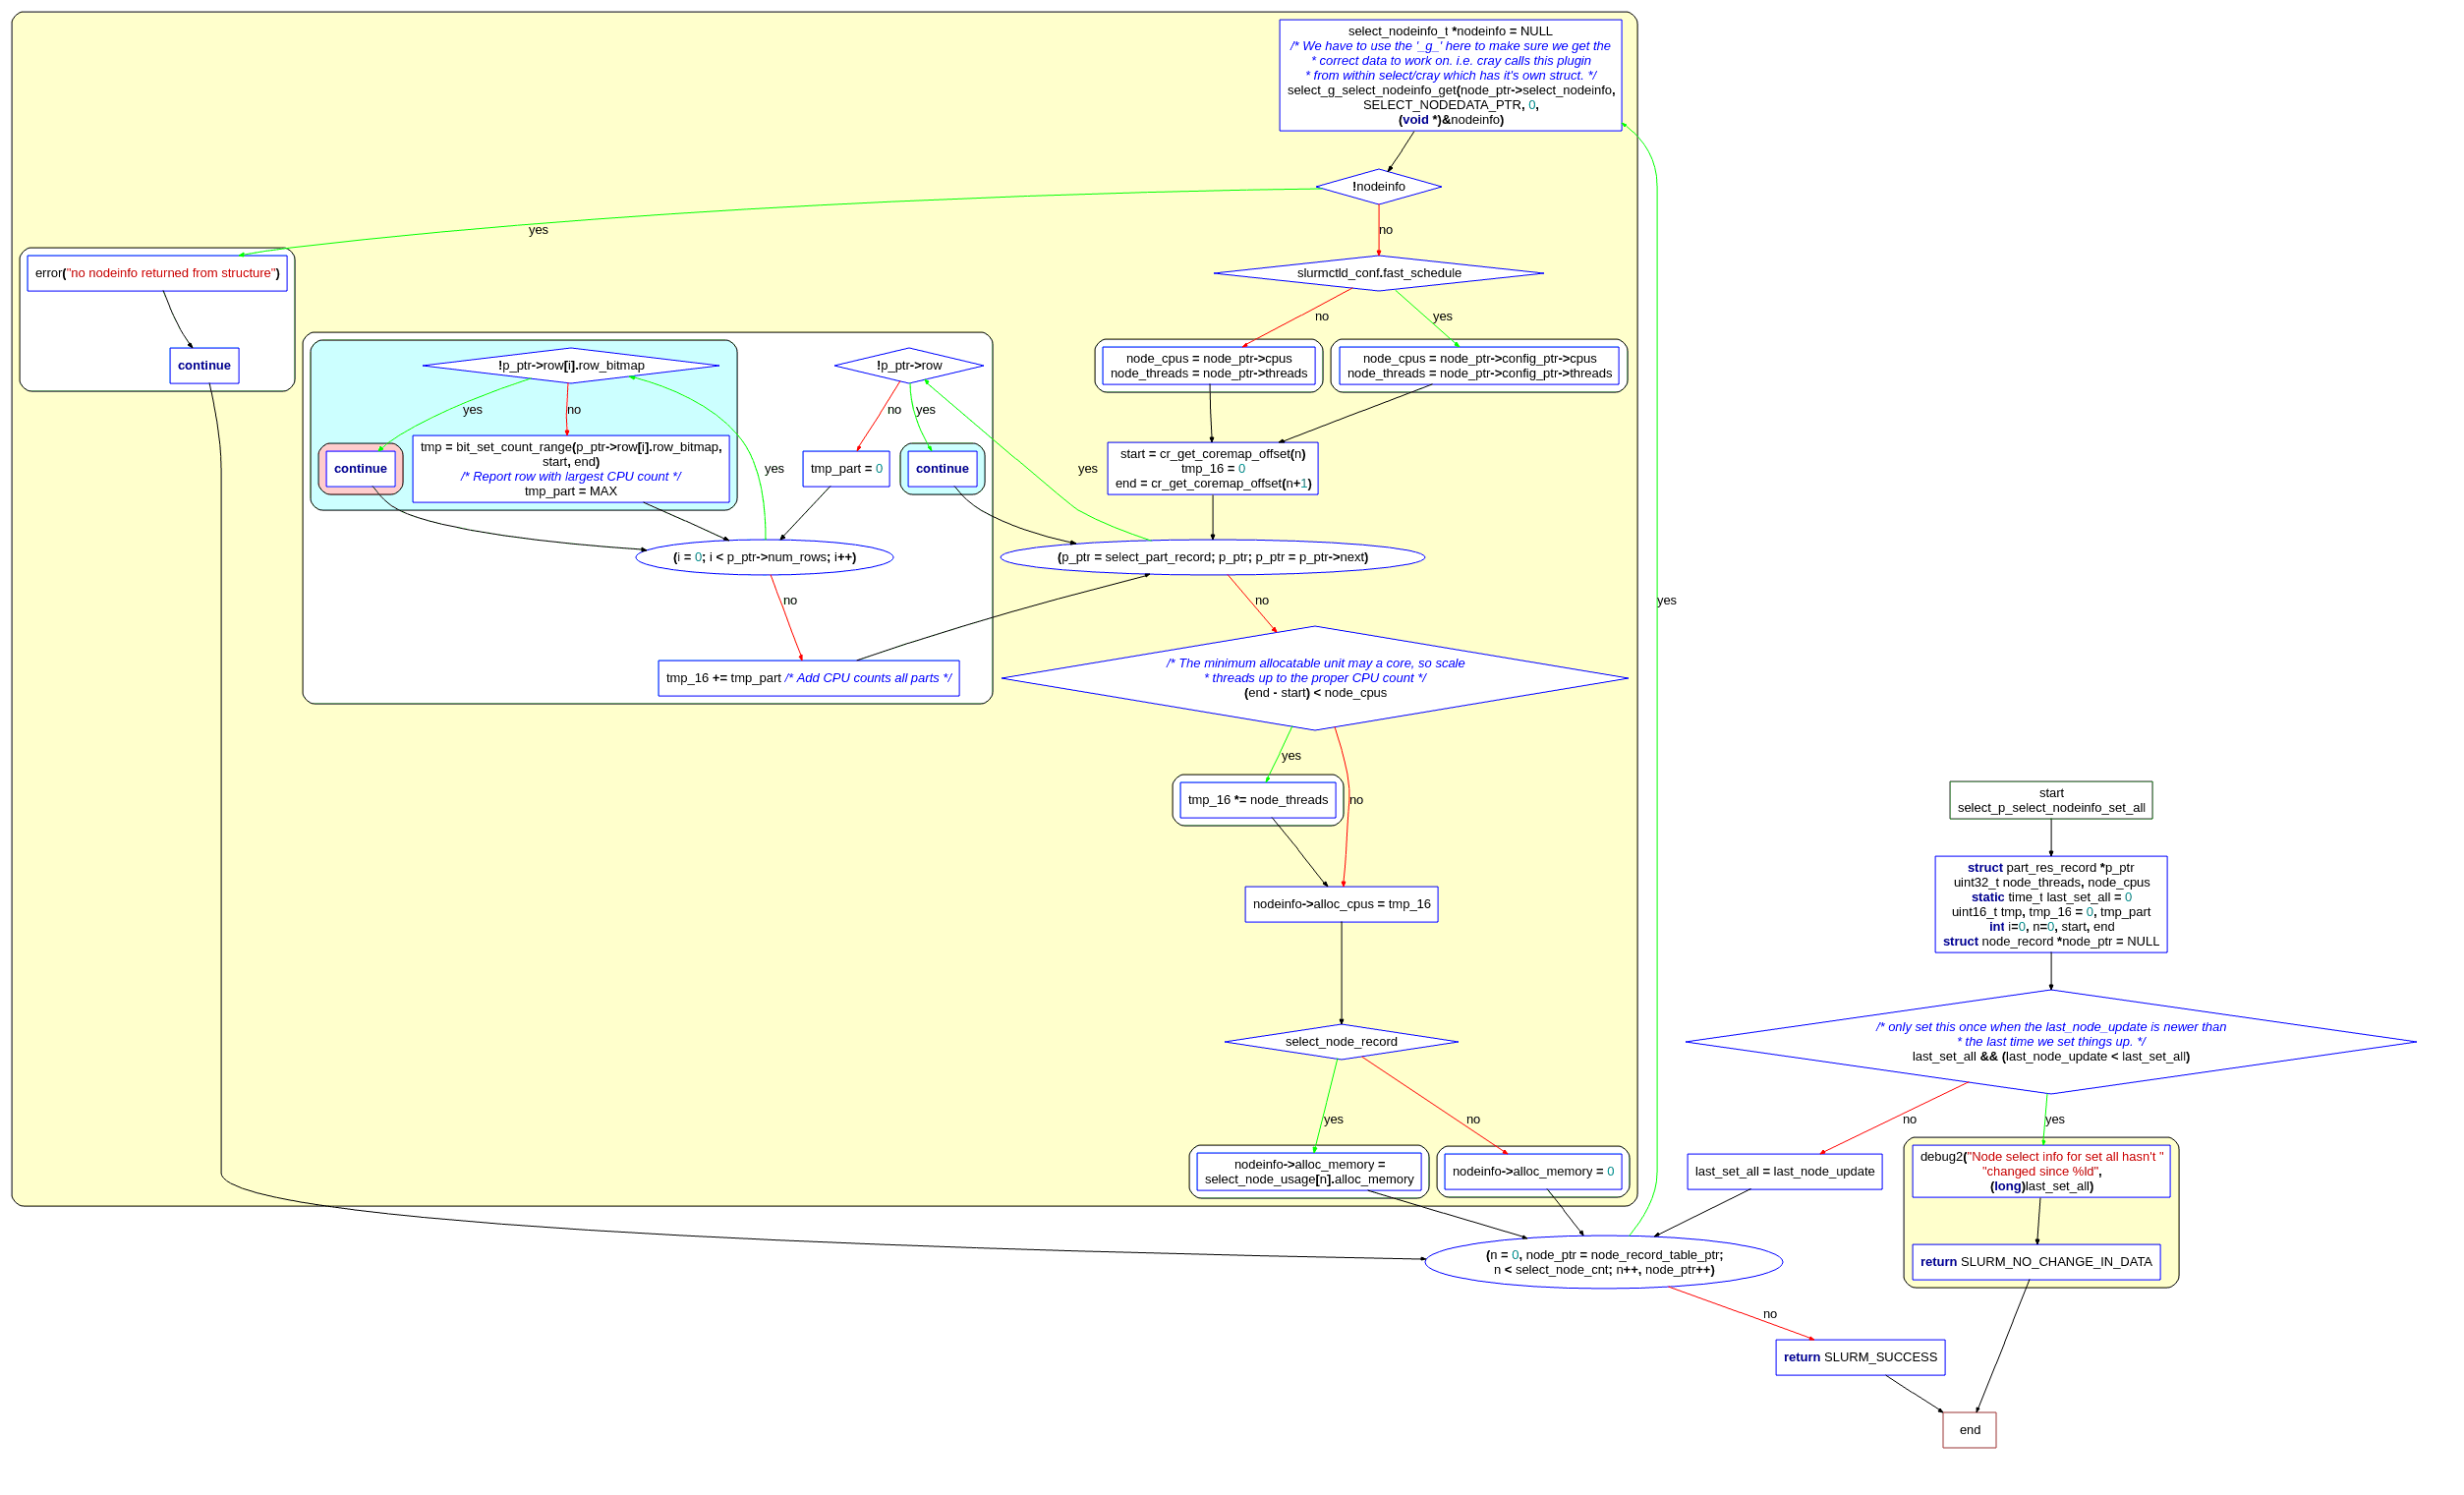 select_nodeinfo_t *nodeinfo = NULL
/* We have to use the '_g_' here to make sure we get the
* correct data to work on. i.e. cray calls this plugin
* from within select/cray which has it's own struct. */
select_g_select_nodeinfo_get(node_ptr->select_nodeinfo,
SELECT_NODEDATA_PTR, 0,
(void *)&nodeinfo)
!nodeinfo
yes
no
error("no nodeinfo returned from structure")
continue
slurmctld_conf.fast_schedule
no
yes
node_cpus = node_ptr->cpus
node_threads = node_ptr->threads
node_cpus = node_ptr->config_ptr->cpus
node_threads = node_ptr->config_ptr->threads
!p_ptr->row[i].row_bitmap
!p_ptr->row
yes
no
no
yes
continue
tmp = bit_set_count_range(p_ptr->row[i].row_bitmap,
start, end)
/* Report row with largest CPU count */
tmp_part = MAX
yes
tmp_part = 0
continue
yes
start = cr_get_coremap_offset(n)
tmp_16 = 0
end = cr_get_coremap_offset(n+1)
(i = 0; i < p_ptr->num_rows; i++)
(p_ptr = select_part_record; p_ptr; p_ptr = p_ptr->next)
no
no
yes
tmp_16 += tmp_part /* Add CPU counts all parts */
/* The minimum allocatable unit may a core, so scale
* threads up to the proper CPU count */
(end - start) < node_cpus
yes
no
tmp_16 *= node_threads
nodeinfo->alloc_cpus = tmp_16
select_node_record
yes
no
nodeinfo->alloc_memory =
select_node_usage[n].alloc_memory
nodeinfo->alloc_memory = 0
start
select_p_select_nodeinfo_set_all
struct part_res_record *p_ptr
uint32_t node_threads, node_cpus
static time_t last_set_all = 0
uint16_t tmp, tmp_16 = 0, tmp_part
int i=0, n=0, start, end
struct node_record *node_ptr = NULL
/* only set this once when the last_node_update is newer than
* the last time we set things up. */
last_set_all && (last_node_update < last_set_all)
no
yes
last_set_all = last_node_update
debug2("Node select info for set all hasn't "
"changed since %ld",
(long)last_set_all)
return SLURM_NO_CHANGE_IN_DATA
(n = 0, node_ptr = node_record_table_ptr;
n < select_node_cnt; n++, node_ptr++)
no
return SLURM_SUCCESS
end